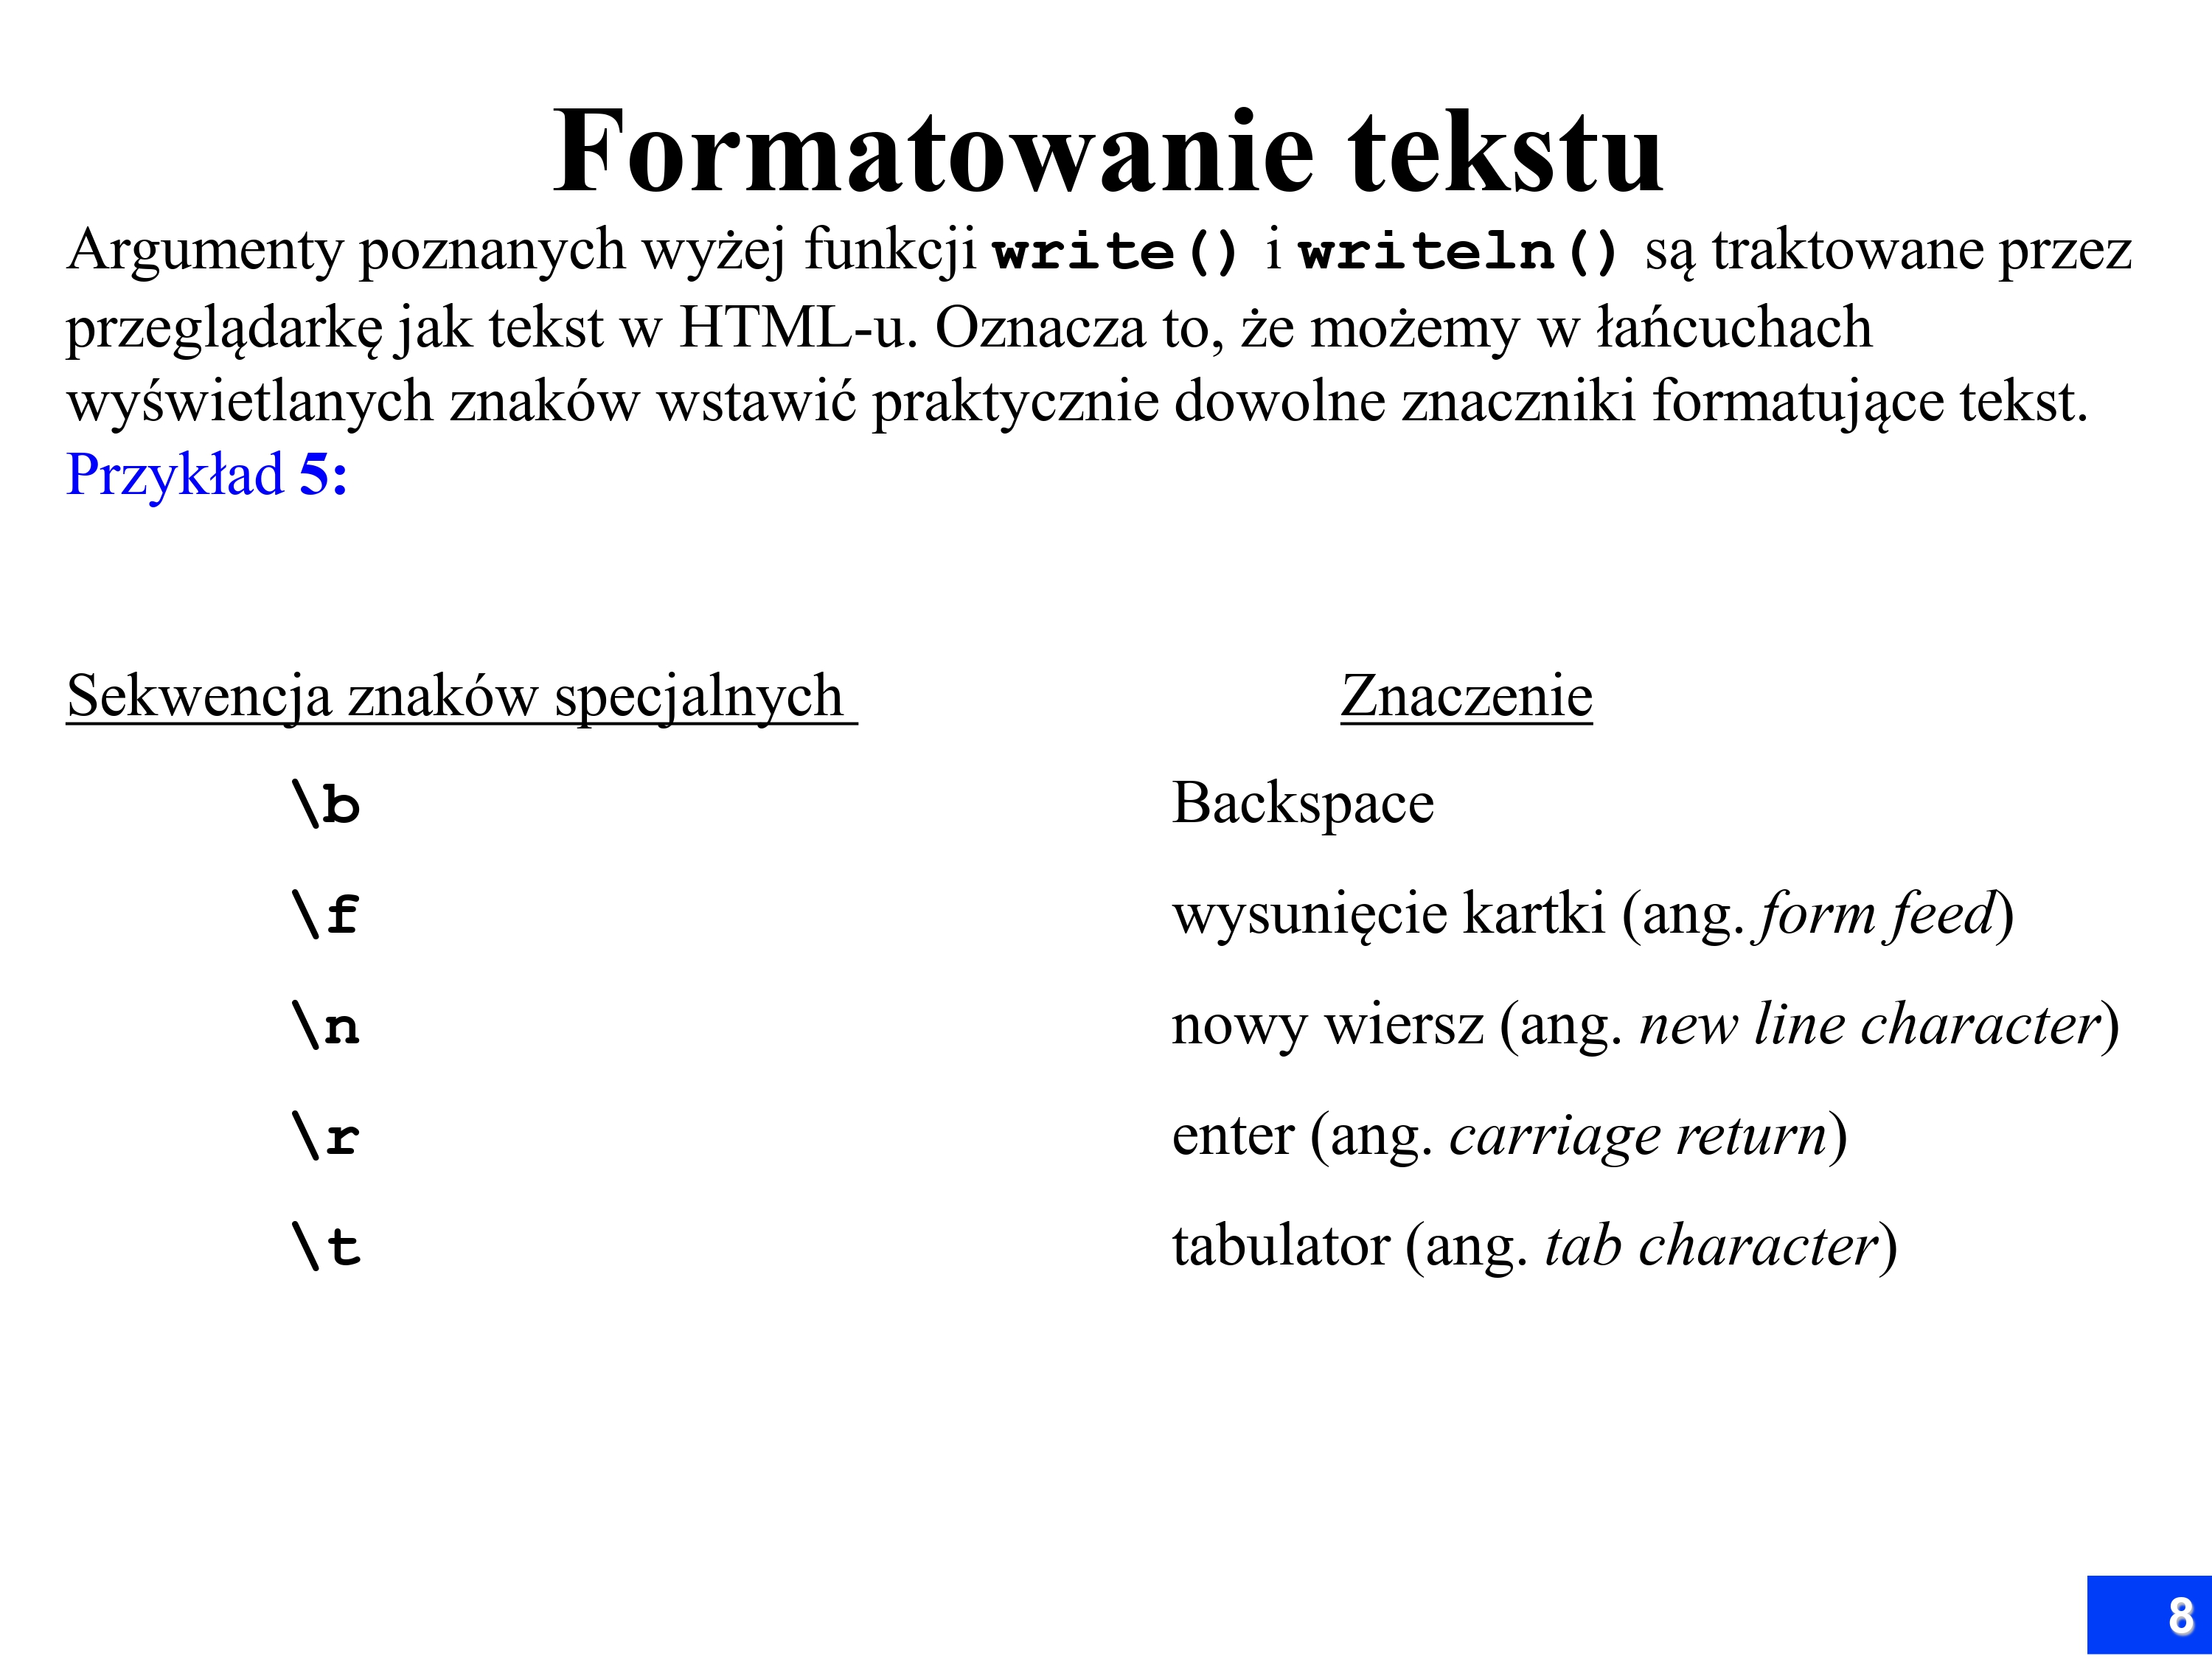 Formatowanie tekstu
Argumenty poznanych wyżej funkcji write() i writeln() są traktowane przez
przeglądarkę jak tekst w HTML-u. Oznacza to, że możemy w łańcuchach
wyświetlanych znaków wstawić praktycznie dowolne znaczniki formatujące tekst.
Przykład 5:
Sekwencja znaków specjalnych Znaczenie
\b Backspace
\f wysunięcie kartki (ang. form feed)
\n nowy wiersz (ang. new line character)
\r enter (ang. carriage return)
\t tabulator (ang. tab character)
8